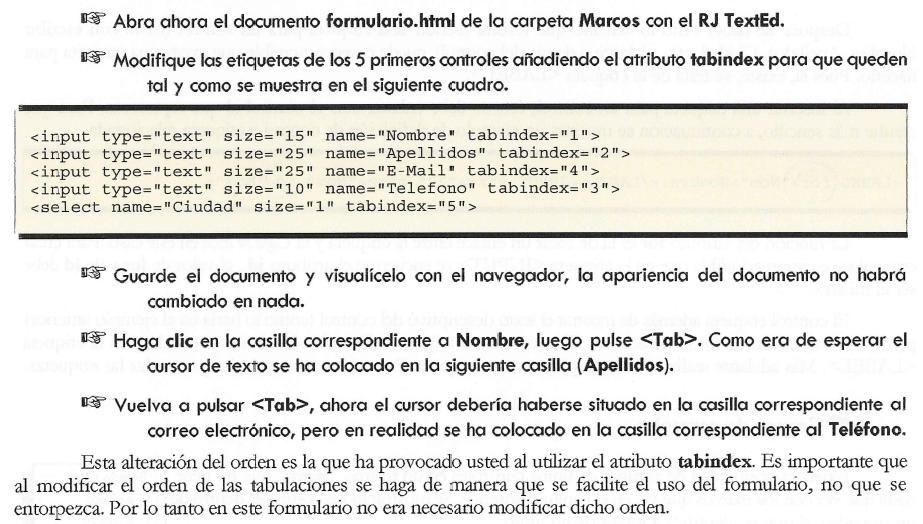 ☞ Abra ahora el documento formulario.html de la carpeta Marcos con el RJ TextEd.
☞ Modifique las etiquetas de los 5 primeros controles añadiendo el atributo tabindex para que queden
tal y como se muestra en el siguiente cuadro.
<input type="text" size="15" name="Nombre" tabindex="1">
<input type="text" size="25" name="Apellidos" tabindex="2">
<input type="text" size="25" name="E-Mail" tabindex="4">
<input type="text" size="10" name="Telefono" tabindex="3">
<select name="Ciudad" size="1" tabindex="5">
☞ Guarde el documento y visualícelo con el navegador, la apariencia del documento no habrá
cambiado en nada.
☞ Haga clic en la casilla correspondiente a Nombre, luego pulse <Tab>. Como era de esperar el
cursor de texto se ha colocado en la siguiente casilla (Apellidos).
☞ Vuelva a pulsar <Tab>, ahora el cursor debería haberse situado en la casilla correspondiente al
correo electrónico, pero en realidad se ha colocado en la casilla correspondiente al Teléfono.
Esta alteración del orden es la que ha provocado usted al utilizar el atributo tabindex. Es importante que
al modificar el orden de las tabulaciones se haga de manera que se facilite el uso del formulario, no que se
entorpezca. Por lo tanto en este formulario no era necesario modificar dicho orden.